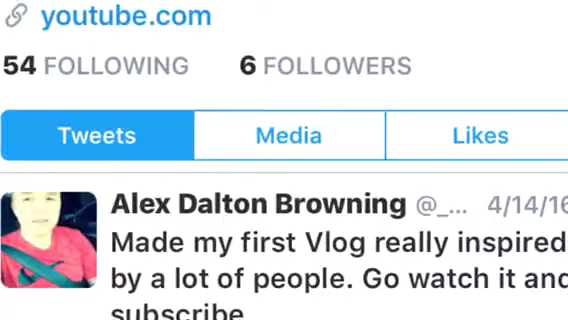 youtube.com
54 FOLLOWING 6 FOLLOWERS
Tweets Media Likes
Alex Dalton Browning @_... 4/14/16
Made my first Vlog really inspired
by a lot of people. Go watch it and
subscribe